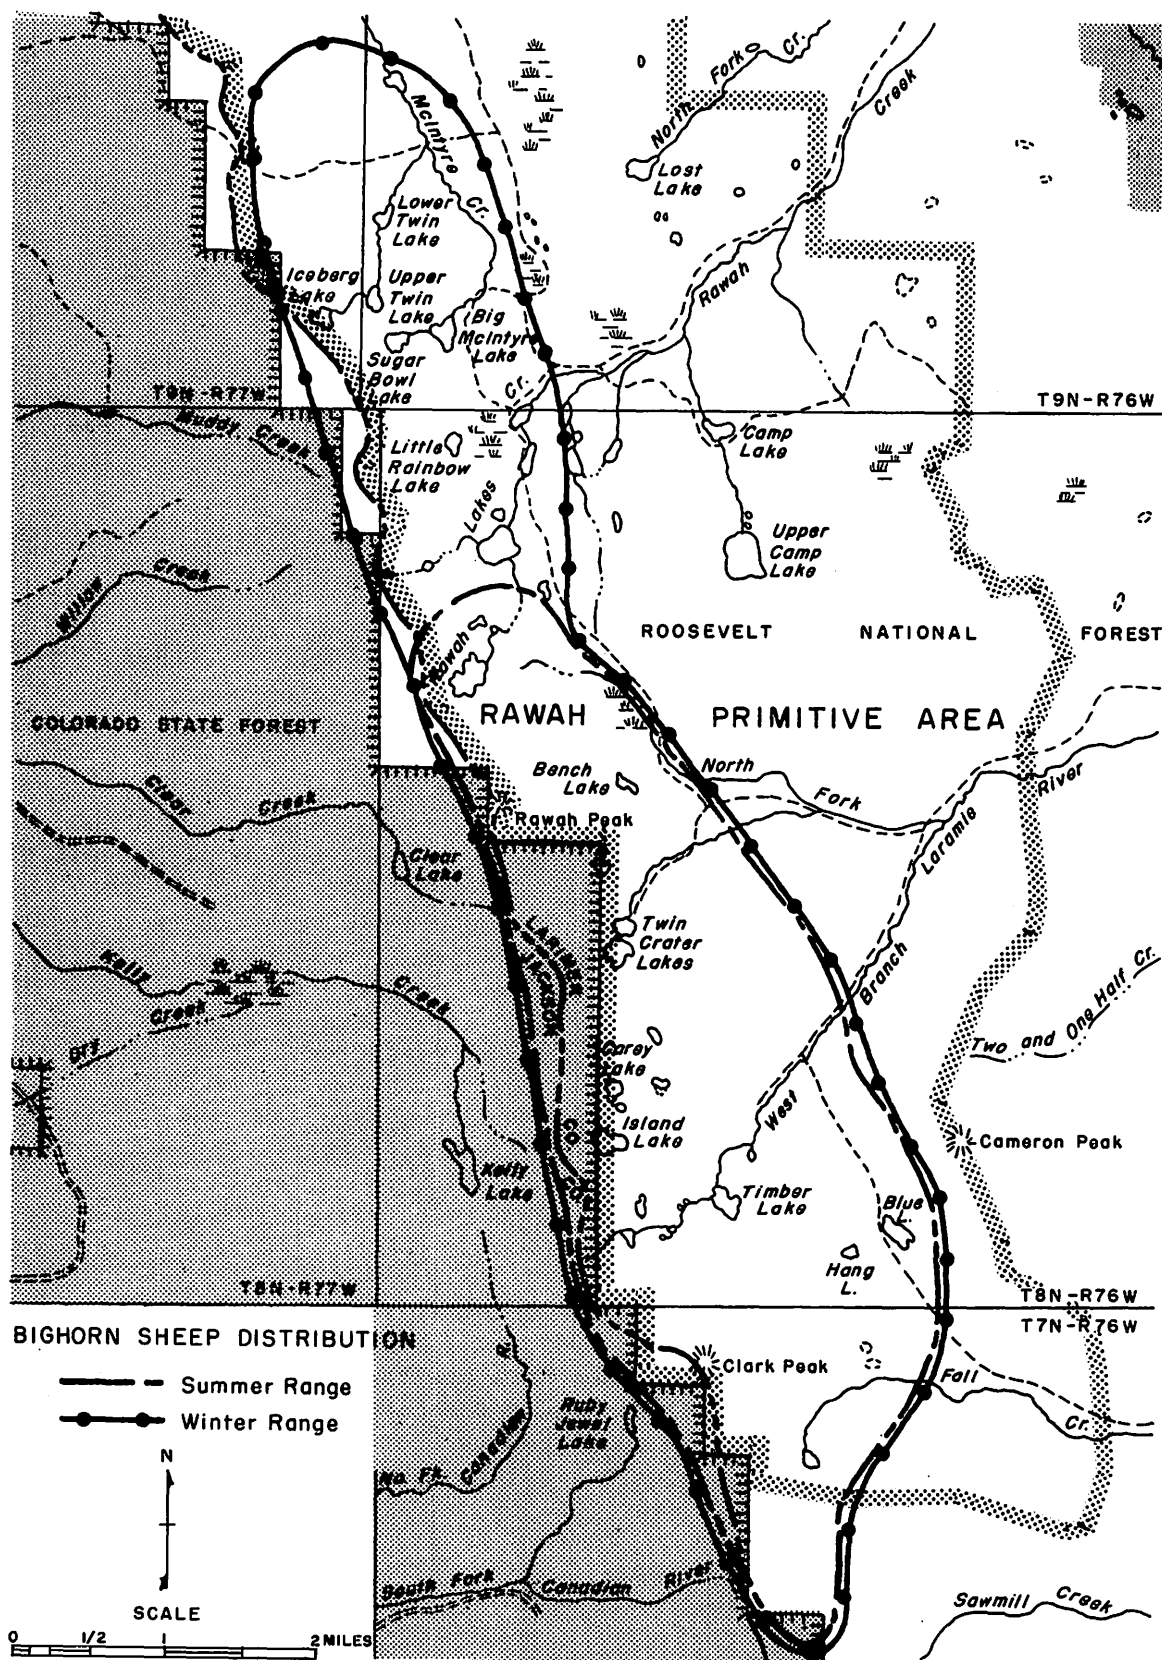 North Fork Cr.
Creek
McIntyre
Cr.
Lost
Lake
Lower
Twin
Lake
Rawah
Iceberg
Lake
Upper
Twin
Lake
Big
McIntyre
Lake
Sugar
Bowl
Lake
Cr.
T9N-R77W
T9N-R76W
Muddy Creek
Little
Rainbow
Lake
Camp
Lake
Lakes
Upper
Camp
Lake
Willow Creek
ROOSEVELT NATIONAL FOREST
Rawah
COLORADO STATE FOREST
RAWAH PRIMITIVE AREA
North
Fork
Bench
Lake
River
Laramie
Clear Creek
Rawah Peak
Clear
Lake
LARIMER
JACKSON
CO.
CO.
Twin
Crater
Lakes
Kelly Creek
Branch
Dry Creek
Two and One Half Cr.
Carey
Lake
West
Island
Lake
Cameron Peak
Kelly
Lake
Timber
Lake
Blue
L.
Hang
L.
T8N-R77W
T8N-R76W
T7N-R76W
BIGHORN SHEEP DISTRIBUTION
Summer Range
Winter Range
Clark Peak
Fall
Cr.
Ruby
Jewel
Lake
No. Fk. Canadian R.
N
South Fork Canadian River
Sawmill Creek
SCALE
0 1/2 1 2 MILES